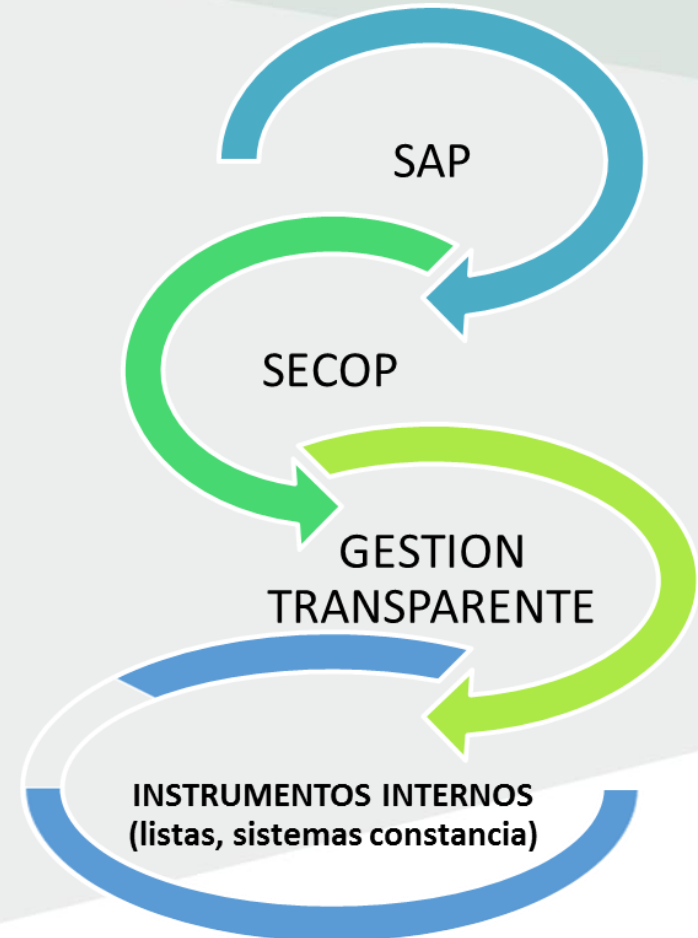 SAP
SECOP
GESTION
TRANSPARENTE
INSTRUMENTOS INTERNOS
(listas, sistemas constancia)